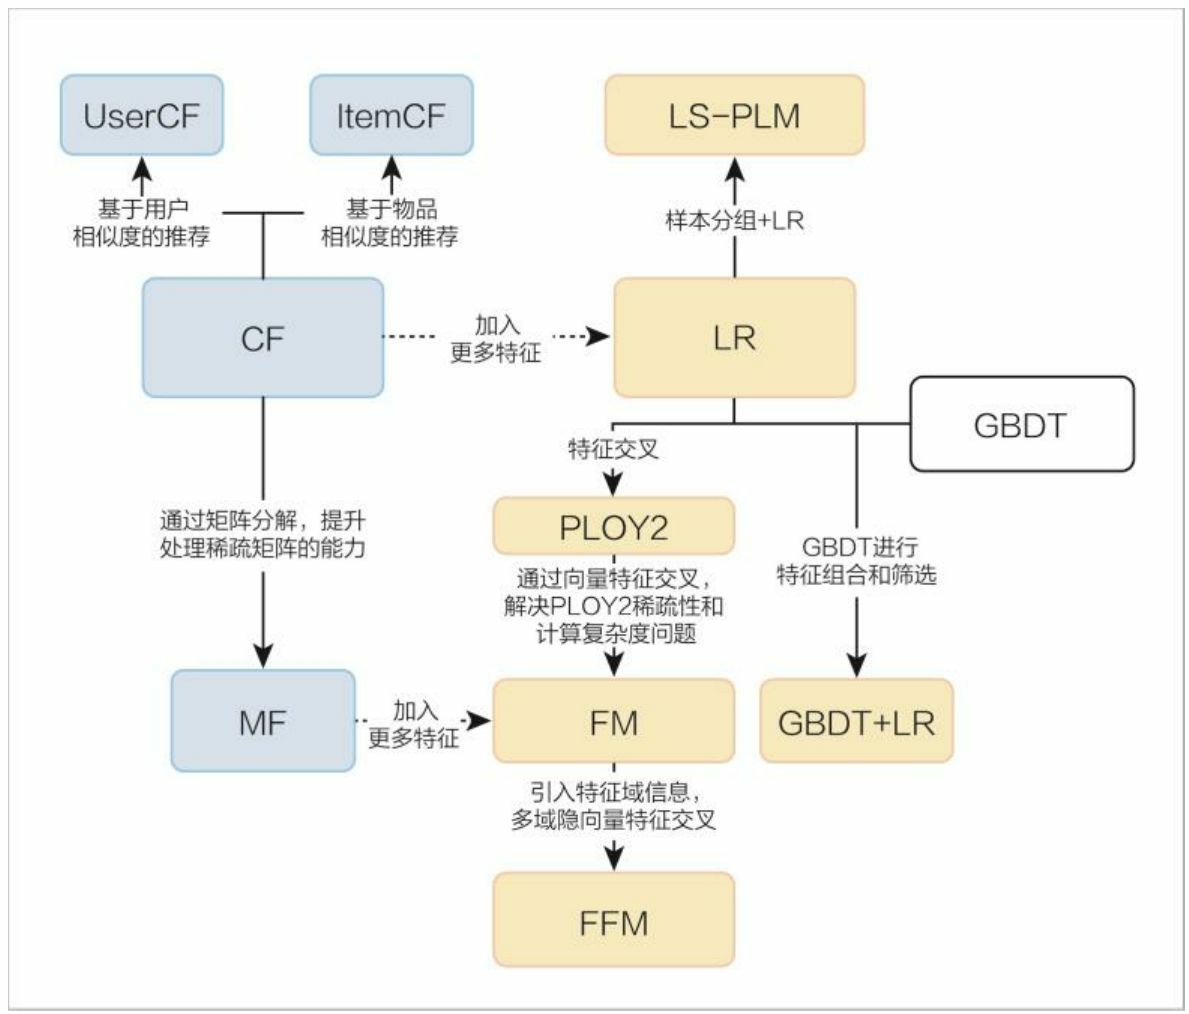 UserCF
ItemCF
LS-PLM
基于用户
相似度的推荐
基于物品
相似度的推荐
样本分组+LR
CF
加入
更多特征
LR
GBDT
特征交叉
PLOY2
通过矩阵分解，提升
处理稀疏矩阵的能力
GBDT进行
特征组合和筛选
通过向量特征交叉，
解决PLOY2稀疏性和
计算复杂度问题
MF
加入
更多特征
FM
GBDT+LR
引入特征域信息，
多域隐向量特征交叉
FFM